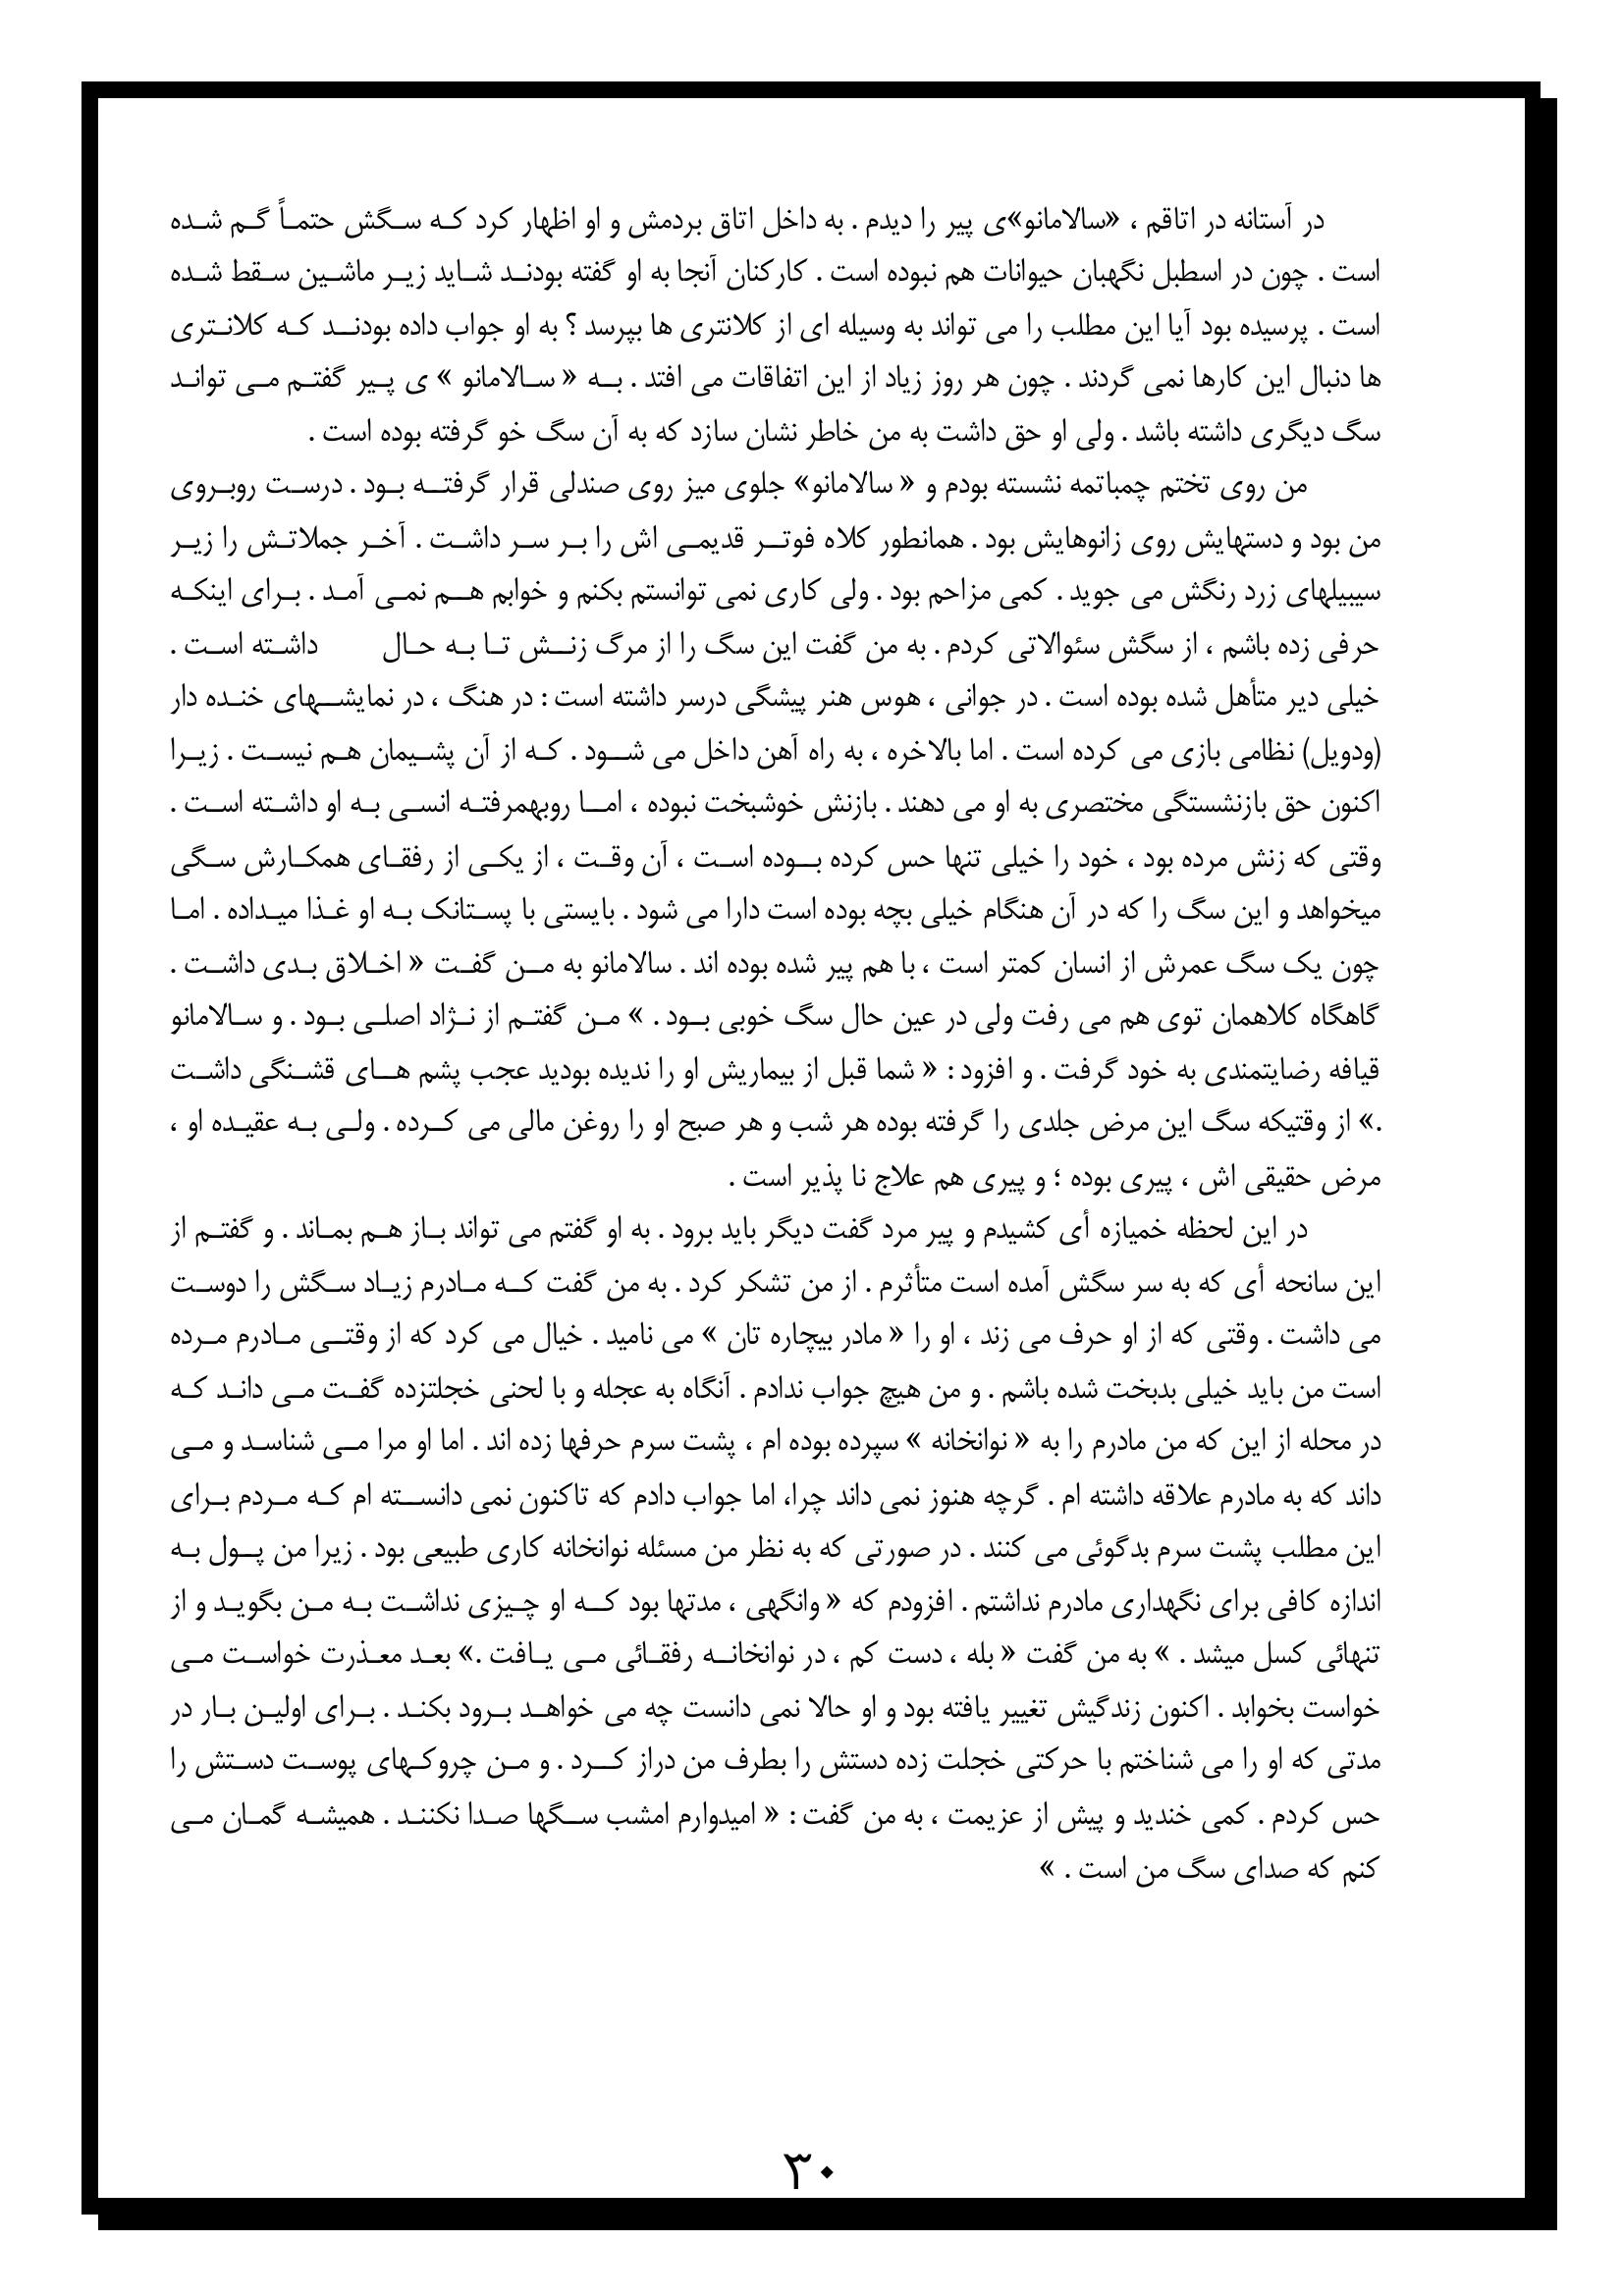 در آستانه در اتاقم ، «سالامانو»ی پیر را دیدم . به داخل اتاق بردمش و او اظهار کرد که سگش حتماً گم شده
است . چون در اسطبل نگهبان حیوانات هم نبوده است . کارکنان آنجا به او گفته بودند شاید زیر ماشین سقط شده
است . پرسیده بود آیا این مطلب را می تواند به وسیله ای از کلانتری ها بپرسد ؟ به او جواب داده بودند که کلانتری
ها دنبال این کارها نمی گردند . چون هر روز زیاد از این اتفاقات می افتد . به « سالامانو » ی پیر گفتم می تواند
سگ دیگری داشته باشد . ولی او حق داشت به من خاطر نشان سازد که به آن سگ خو گرفته بوده است .
من روی تختم چمباتمه نشسته بودم و « سالامانو» جلوی میز روی صندلی قرار گرفته بود . درست روبروی
من بود و دستهایش روی زانوهایش بود . همانطور کلاه فوتر قدیمی اش را بر سر داشت . آخر جملاتش را زیر
سیبیلهای زرد رنگش می جوید . کمی مزاحم بود . ولی کاری نمی توانستم بکنم و خوابم هم نمی آمد . برای اینکه
حرفی زده باشم ، از سگش سئوالاتی کردم . به من گفت این سگ را از مرگ زنش تا به حال داشته است .
خیلی دیر متأهل شده بوده است . در جوانی ، هوس هنر پیشگی درسر داشته است : در هنگ ، در نمایشهای خنده دار
(ودویل) نظامی بازی می کرده است . اما بالاخره ، به راه آهن داخل می شود . که از آن پشیمان هم نیست . زیرا
اکنون حق بازنشستگی مختصری به او می دهند . بازنش خوشبخت نبوده ، اما رویهمرفته انسی به او داشته است .
وقتی که زنش مرده بود ، خود را خیلی تنها حس کرده بوده است ، آن وقت ، از یکی از رفقای همکارش سگی
میخواهد و این سگ را که در آن هنگام خیلی بچه بوده است دارا می شود . بایستی با پستانک به او غذا میداده . اما
چون یک سگ عمرش از انسان کمتر است ، با هم پیر شده بوده اند . سالامانو به من گفت « اخلاق بدی داشت .
گاهگاه کلاهمان توی هم می رفت ولی در عین حال سگ خوبی بود . » من گفتم از نژاد اصلی بود . و سالامانو
قیافه رضایتمندی به خود گرفت . و افزود : « شما قبل از بیماریش او را ندیده بودید عجب پشم های قشنگی داشت
.» از وقتیکه سگ این مرض جلدی را گرفته بوده هر شب و هر صبح او را روغن مالی می کرده . ولی به عقیده او ،
مرض حقیقی اش ، پیری بوده ؛ و پیری هم علاج نا پذیر است .
در این لحظه خمیازه أی کشیدم و پیر مرد گفت دیگر باید برود . به او گفتم می تواند باز هم بماند . و گفتم از
این سانحه أی که به سر سگش آمده است متأثرم . از من تشکر کرد . به من گفت که مادرم زیاد سگش را دوست
می داشت . وقتی که از او حرف می زند ، او را « مادر بیچاره تان » می نامید . خیال می کرد که از وقتی مادرم مرده
است من باید خیلی بدبخت شده باشم . و من هیچ جواب ندادم . آنگاه به عجله و با لحنی خجلتزده گفت می داند که
در محله از این که من مادرم را به « نوانخانه » سپرده بوده ام ، پشت سرم حرفها زده اند . اما او مرا می شناسد و می
داند که به مادرم علاقه داشته ام . گرچه هنوز نمی داند چرا، اما جواب دادم که تاکنون نمی دانسته ام که مردم برای
این مطلب پشت سرم بدگوئی می کنند . در صورتی که به نظر من مسئله نوانخانه کاری طبیعی بود . زیرا من پول به
اندازه کافی برای نگهداری مادرم نداشتم . افزودم که « وانگهی ، مدتها بود که او چیزی نداشت به من بگوید و از
تنهائی کسل میشد . » به من گفت « بله ، دست کم ، در نوانخانه رفقائی می یافت .» بعد معذرت خواست می
خواست بخوابد . اکنون زندگیش تغییر یافته بود و او حالا نمی دانست چه می خواهد برود بکند . برای اولین بار در
مدتی که او را می شناختم با حرکتی خجلت زده دستش را بطرف من دراز کرد . و من چروکهای پوست دستش را
حس کردم . کمی خندید و پیش از عزیمت ، به من گفت : « امیدوارم امشب سگها صدا نکنند . همیشه گمان می
کنم که صدای سگ من است . »
۳۰